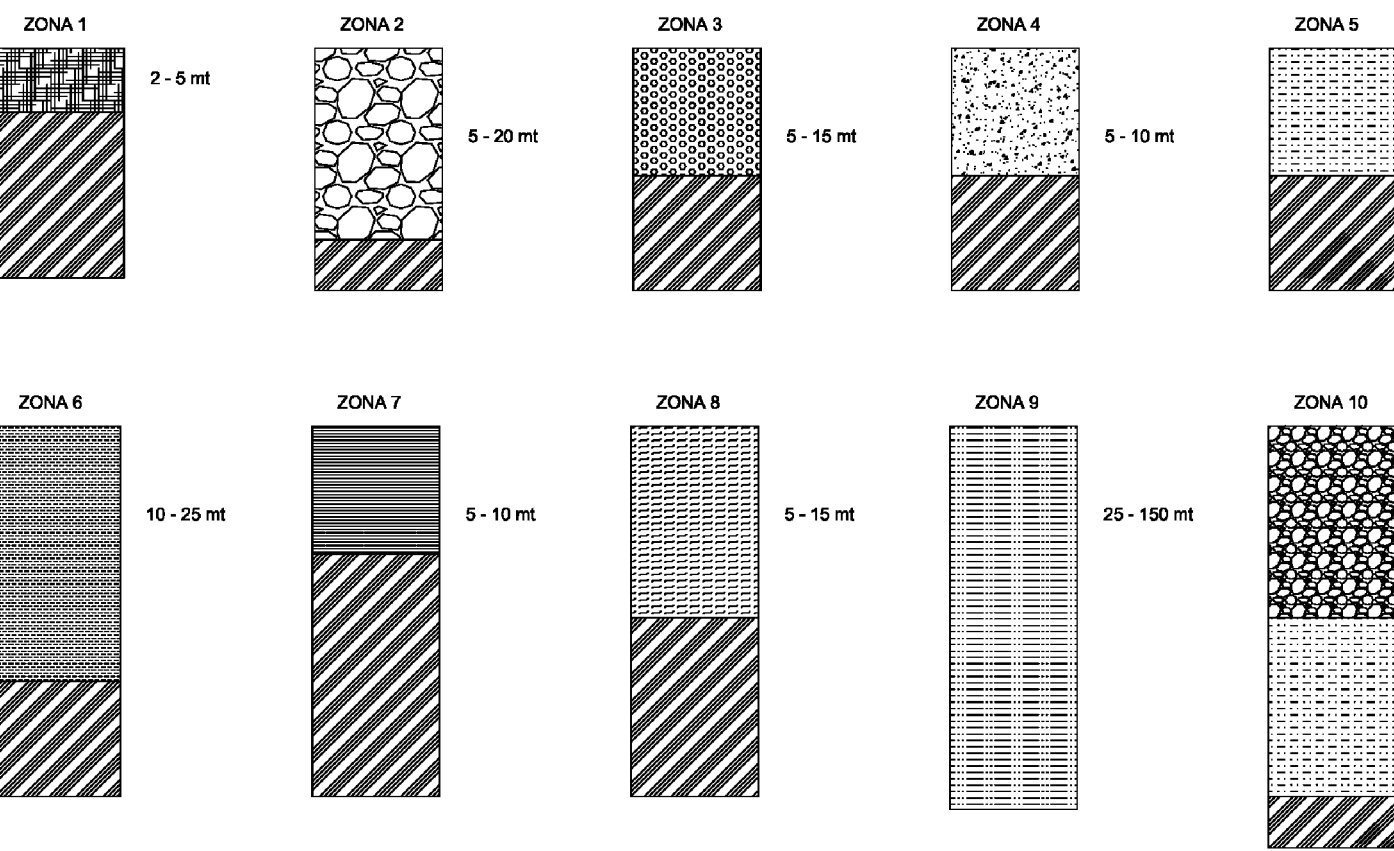 ZONA 1
ZONA 2
ZONA 3
ZONA 4
ZONA 5
2 - 5 mt
5 - 20 mt
5 - 15 mt
5 - 10 mt
ZONA 6
ZONA 7
ZONA 8
ZONA 9
ZONA 10
10 - 25 mt
5 - 10 mt
5 - 15 mt
25 - 150 mt